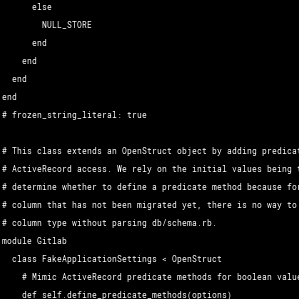 else
NULL_STORE
end
end
end
end
# frozen_string_literal: true
# This class extends an OpenStruct object by adding predicat
# ActiveRecord access. We rely on the initial values being
# determine whether to define a predicate method because for
# column that has not been migrated yet, there is no way to
# column type without parsing db/schema.rb.
module Gitlab
class FakeApplicationSettings < OpenStruct
# Mimic ActiveRecord predicate methods for boolean value
def self.define_predicate_methods(options)